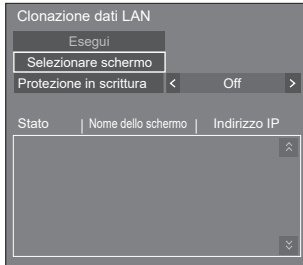 Clonazione dati LAN
Esegui
Selezionare schermo
Protezione in scrittura < Off >
Stato | Nome dello schermo | Indirizzo IP